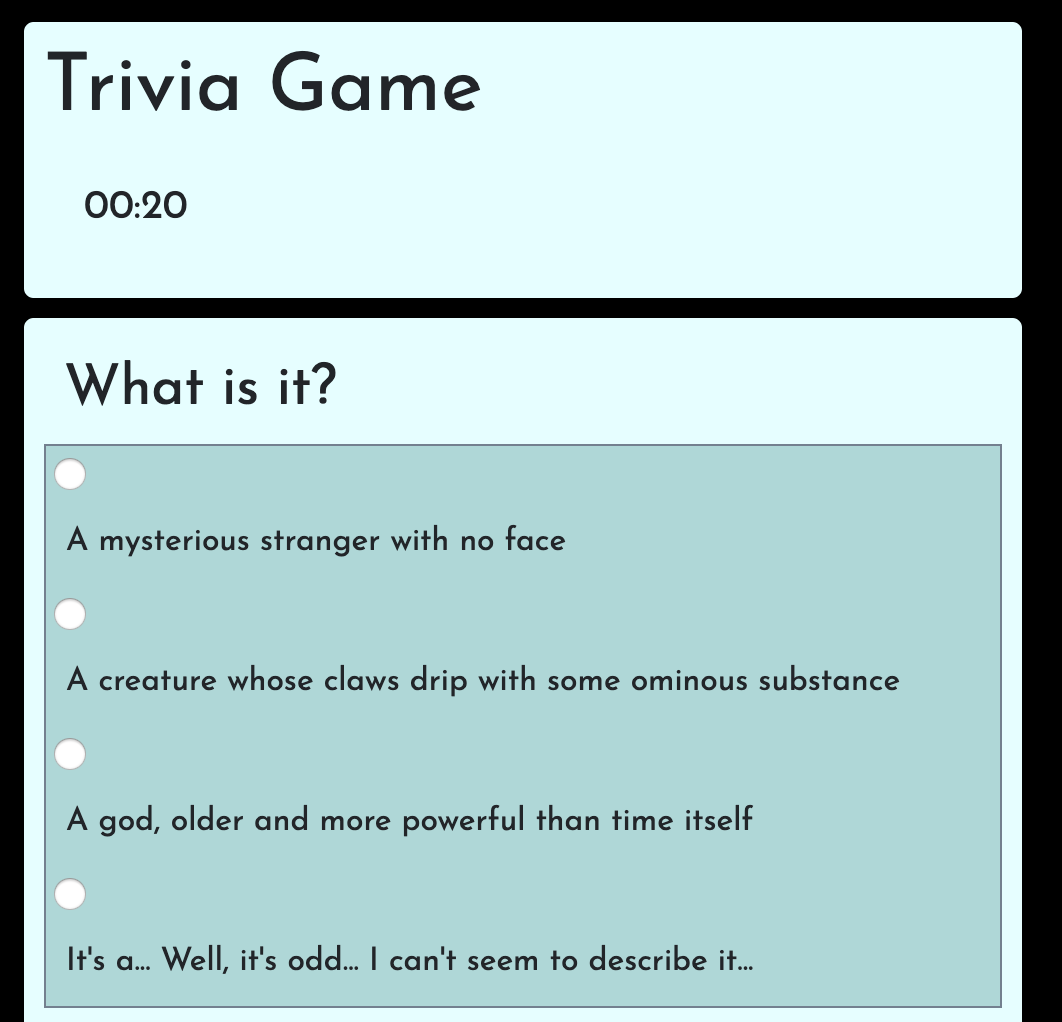 Trivia Game
00:20
What is it?
A mysterious stranger with no face
A creature whose claws drip with some ominous substance
A god, older and more powerful than time itself
It's a... Well, it's odd... I can't seem to describe it...